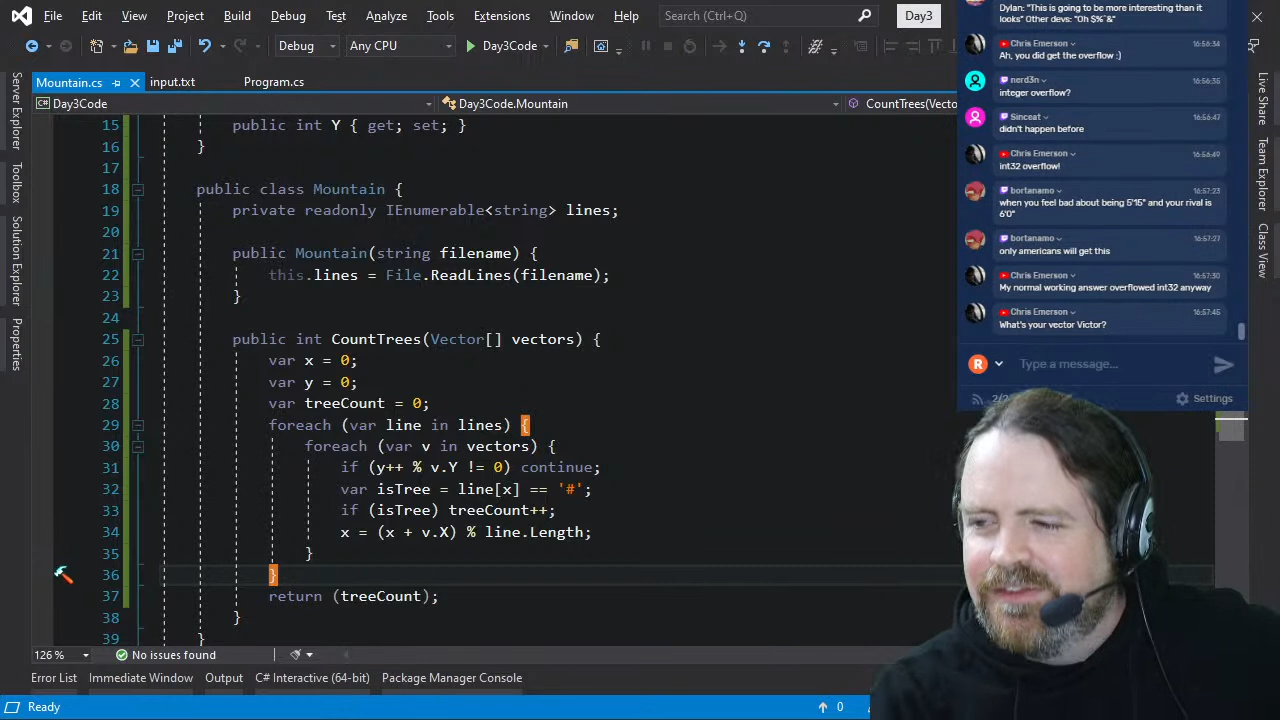 File Edit View Project Build Debug Test Analyze Tools Extensions Window Help Search (Ctrl+Q) Day3
Debug Any CPU Day3Code
Mountain.cs input.txt Program.cs
Day3Code Day3Code.Mountain CountTrees(Vecto
Server Explorer
Toolbox
Solution Explorer
Properties
15 public int Y { get; set; }
16 }
17
18 public class Mountain {
19 private readonly IEnumerable<string> lines;
20
21 public Mountain(string filename) {
22 this.lines = File.ReadLines(filename);
23 }
24
25 public int CountTrees(Vector[] vectors) {
26 var x = 0;
27 var y = 0;
28 var treeCount = 0;
29 foreach (var line in lines) {
30 foreach (var v in vectors) {
31 if (y++ % v.Y != 0) continue;
32 var isTree = line[x] == '#';
33 if (isTree) treeCount++;
34 x = (x + v.X) % line.Length;
35 }
36 }
37 return (treeCount);
38 }
39 }
126 % No issues found
Error List Immediate Window Output C# Interactive (64-bit) Package Manager Console
Ready 0
Dylan: "This is going to be more interesting than it
looks" Other devs: "Oh $%^&"
Chris Emerson 16:56:34
Ah, you did get the overflow :)
nerd3n 16:56:35
integer overflow?
Sinceat 16:56:47
didn't happen before
Chris Emerson 16:56:49
int32 overflow!
bortanamo 16:57:23
when you feel bad about being 5'15" and your rival is
6'0"
bortanamo 16:57:27
only americans will get this
Chris Emerson 16:57:30
My normal working answer overflowed int32 anyway
Chris Emerson 16:57:45
What's your vector Victor?
R Type a message...
Settings
Live Share
Team Explorer
Class View